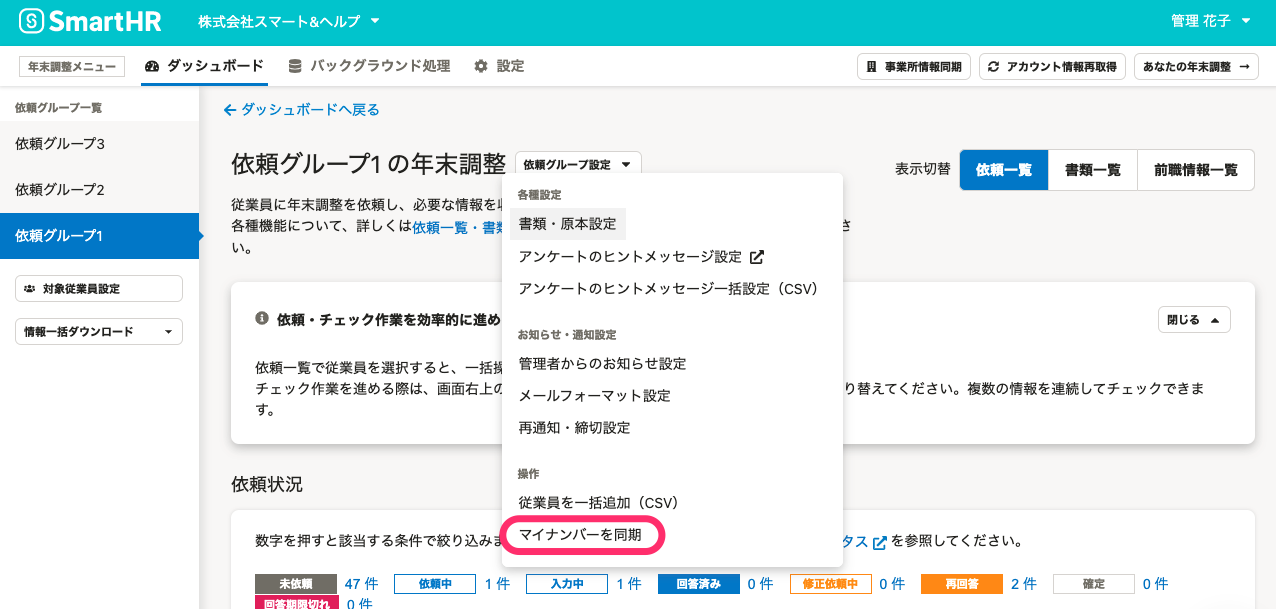 SmartHR 株式会社スマート&ヘルプ 管理 花子
年末調整メニュー ダッシュボード バックグラウンド処理 設定 事業所情報同期 アカウント情報再取得 あなたの年末調整 →
依頼グループ一覧
依頼グループ3
依頼グループ2
依頼グループ1
対象従業員設定
情報一括ダウンロード
← ダッシュボードへ戻る
依頼グループ1 の年末調整 依頼グループ設定
表示切替 依頼一覧 書類一覧 前職情報一覧
従業員に年末調整を依頼し、必要な情報を
各種機能について、詳しくは依頼一覧・書 さ
い。
各種設定
書類・原本設定
アンケートのヒントメッセージ設定
アンケートのヒントメッセージ一括設定（CSV）
お知らせ・通知設定
管理者からのお知らせ設定
メールフォーマット設定
再通知・締切設定
操作
従業員を一括追加（CSV）
マイナンバーを同期
依頼・チェック作業を効率的に進め
閉じる
依頼一覧で従業員を選択すると、一括
チェック作業を進める際は、画面右上の り替えてください。複数の情報を連続してチェックできま
す。
依頼状況
数字を押すと該当する条件で絞り込みま タス を参照してください。
未依頼 47 件 依頼中 1 件 入力中 1 件 回答済み 0 件 修正依頼中 0 件 再回答 2 件 確定 0 件
回答期限切れ 0 件